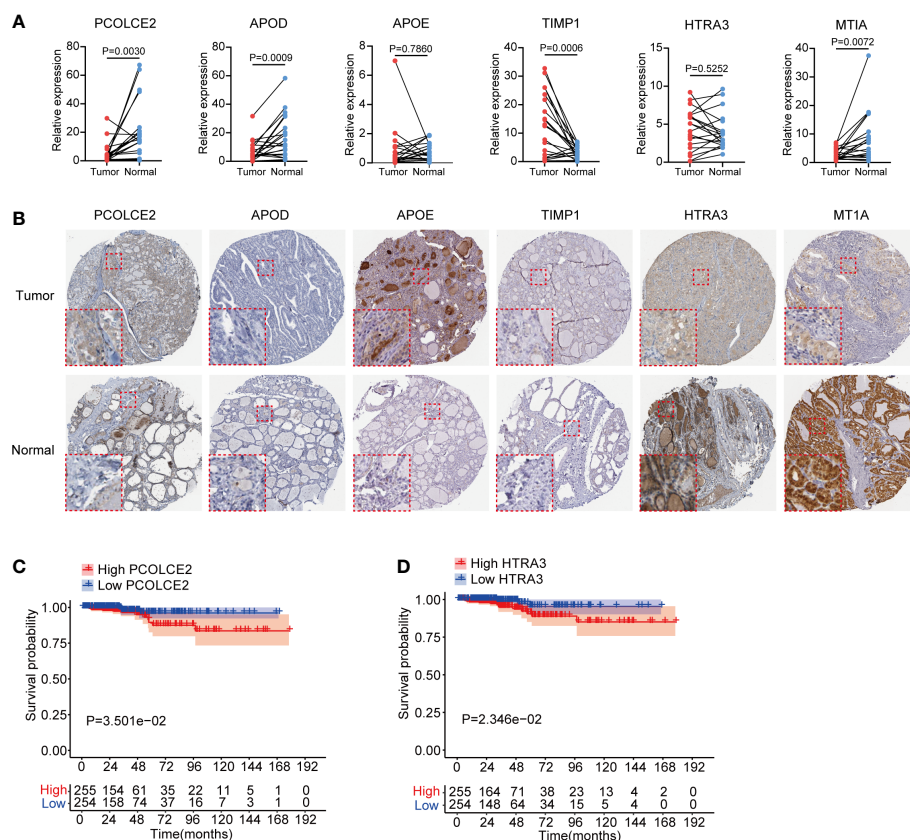 A
PCOLCE2 APOD APOE TIMP1 HTRA3 MTIA
Relative expression 80 60 40 20 0 P=0.0030 Tumor Normal
Relative expression 80 60 40 20 0 P=0.0009 Tumor Normal
Relative expression 8 6 4 2 0 P=0.7860 Tumor Normal
Relative expression 40 30 20 10 0 P=0.0006 Tumor Normal
Relative expression 15 10 5 0 P=0.5252 Tumor Normal
Relative expression 40 30 20 10 0 P=0.0072 Tumor Normal
B
PCOLCE2 APOD APOE TIMP1 HTRA3 MT1A
Tumor
Normal
C
High PCOLCE2
Low PCOLCE2
Survival probability
1.00
0.75
0.50
0.25
0.00
P=3.501e−02
0 24 48 72 96 120 144 168 192
High 255 154 61 35 22 11 5 1 0
Low 254 158 74 37 16 7 3 1 0
0 24 48 72 96 120 144 168 192
Time(months)
D
High HTRA3
Low HTRA3
Survival probability
1.00
0.75
0.50
0.25
0.00
P=2.346e−02
0 24 48 72 96 120 144 168 192
High 255 164 71 38 23 13 4 2 0
Low 254 148 64 34 15 5 4 0 0
0 24 48 72 96 120 144 168 192
Time(months)